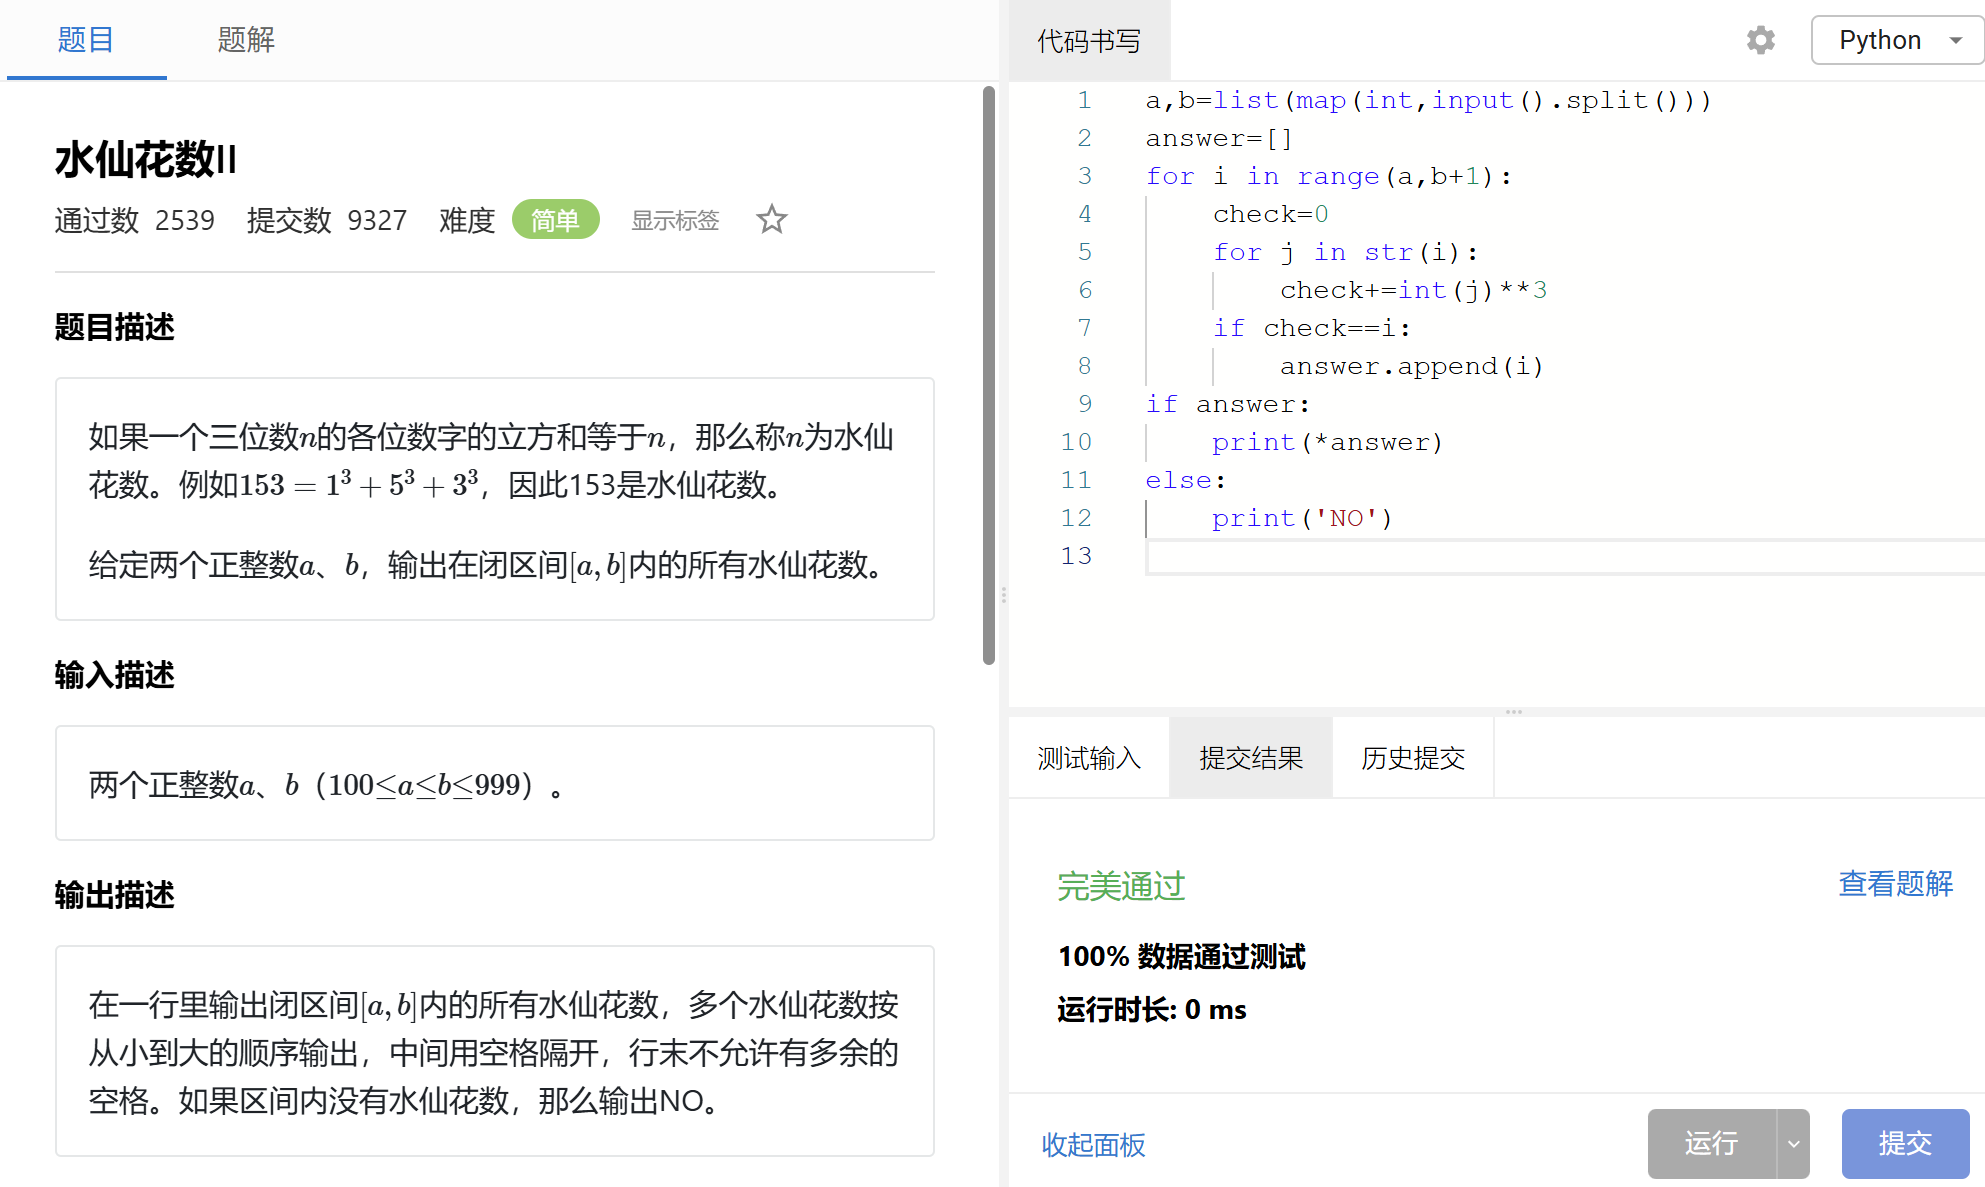 题目 题解
水仙花数II
通过数 2539 提交数 9327 难度 简单 显示标签
题目描述
如果一个三位数n的各位数字的立方和等于n，那么称n为水仙
花数。例如153 = 1³ + 5³ + 3³，因此153是水仙花数。
给定两个正整数a、b，输出在闭区间[a, b]内的所有水仙花数。
输入描述
两个正整数a、b（100≤a≤b≤999）。
输出描述
在一行里输出闭区间[a, b]内的所有水仙花数，多个水仙花数按
从小到大的顺序输出，中间用空格隔开，行末不允许有多余的
空格。如果区间内没有水仙花数，那么输出NO。
代码书写 Python
1 a,b=list(map(int,input().split()))
2 answer=[]
3 for i in range(a,b+1):
4     check=0
5     for j in str(i):
6         check+=int(j)**3
7     if check==i:
8         answer.append(i)
9 if answer:
10     print(*answer)
11 else:
12     print('NO')
13
测试输入 提交结果 历史提交
完美通过 查看题解
100% 数据通过测试
运行时长: 0 ms
收起面板 运行 提交